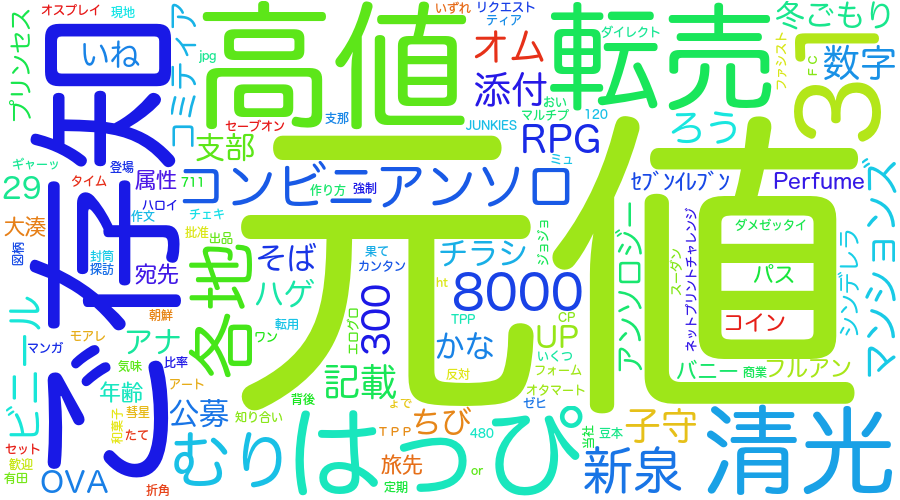 オスプレイ
現地
プリンセス
ご存知
いね
コミティア
jpg
高値
いずれ
リクエスト
ティア
オム
転売
ダイレクト
ファシスト
FC
31
冬ごもり
数字
添付
セーブオン
支那
支部
JUNKIES
おい
マルチプ
120
RPG
ミュ
ろう
元値
ギャーッ
登場
29
タイム
属性
711
コンビニアンソロ
作り方
強制
ｾﾌﾞﾝｲﾚﾌﾞﾝ
Perfume
ハロイ
作文
チェキ
大湊
図柄
批准
出品
各地
そば
果て
カンタン
チラシ
ジョジョ
アンソロジー
スーダン
ネットプリントチャレンジ
ダメゼッタイ
シンデレラ
マンションズ
封筒
探訪
宛先
ハゲ
ht
8000
パス
300
エログロ
朝鮮
ビニール
モアレ
アナ
ワン
転用
TPP
CP
UP
コイン
マンガ
比率
気味
かな
いくつ
フォーム
反対
バニー
商業
フルアン
年齢
アート
記載
オタマート
背後
よで
ゼヒ
和菓子
彗星
公募
知り合い
はっぴ
ちび
子守
清光
たて
セット
むり
ＴＰＰ
480
当社
豆本
歓迎
有田
OVA
折角
旅先
定期
or
新泉